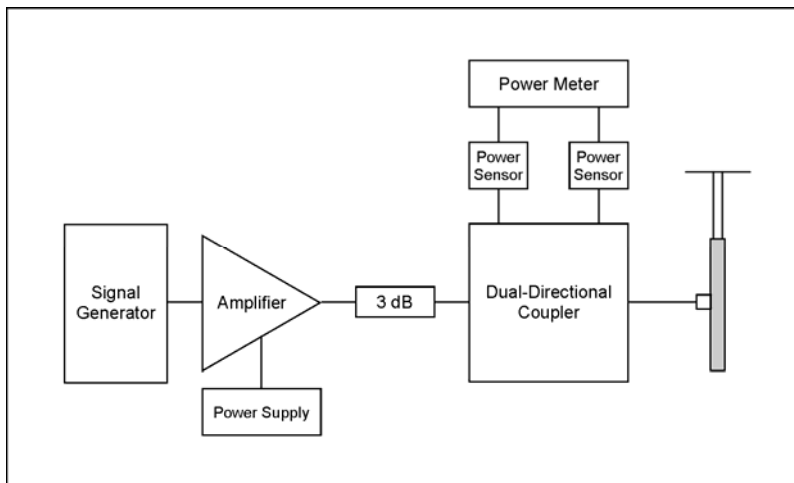 Power Meter
Power
Sensor
Power
Sensor
Signal
Generator
Amplifier
3 dB
Dual-Directional
Coupler
Power Supply